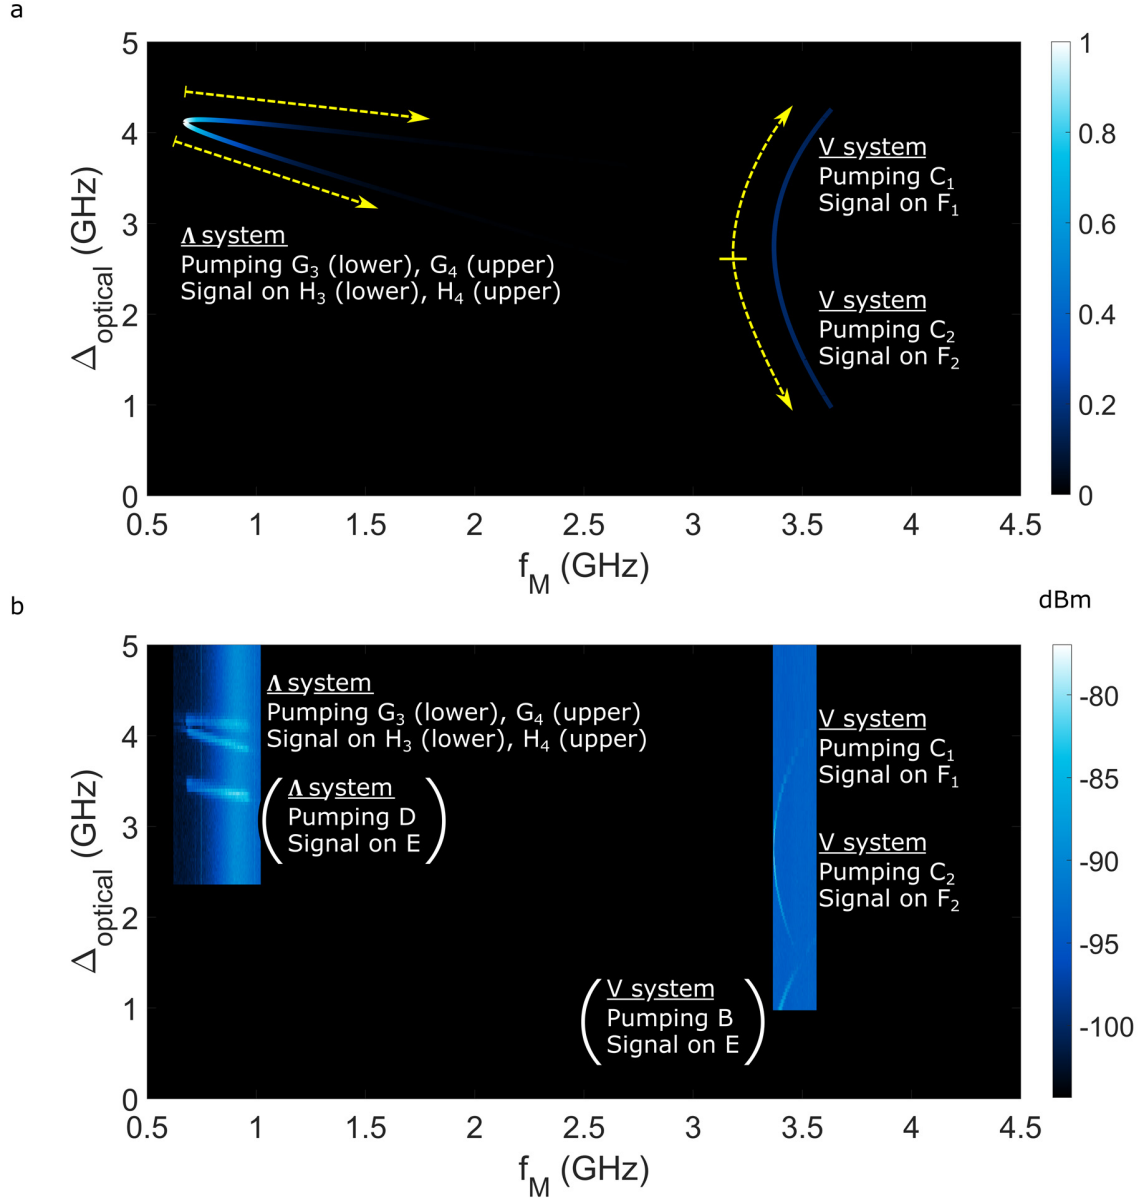 a
5
4
3
2
1
0
Δoptical (GHz)
0.5 1 1.5 2 2.5 3 3.5 4 4.5
fM (GHz)
Λ system
Pumping G3 (lower), G4 (upper)
Signal on H3 (lower), H4 (upper)
V system
Pumping C1
Signal on F1
V system
Pumping C2
Signal on F2
1
0.8
0.6
0.4
0.2
0
b
dBm
5
4
3
2
1
0
Δoptical (GHz)
0.5 1 1.5 2 2.5 3 3.5 4 4.5
fM (GHz)
Λ system
Pumping G3 (lower), G4 (upper)
Signal on H3 (lower), H4 (upper)
(Λ system
Pumping D
Signal on E)
V system
Pumping C1
Signal on F1
V system
Pumping C2
Signal on F2
(V system
Pumping B
Signal on E)
-80
-85
-90
-95
-100